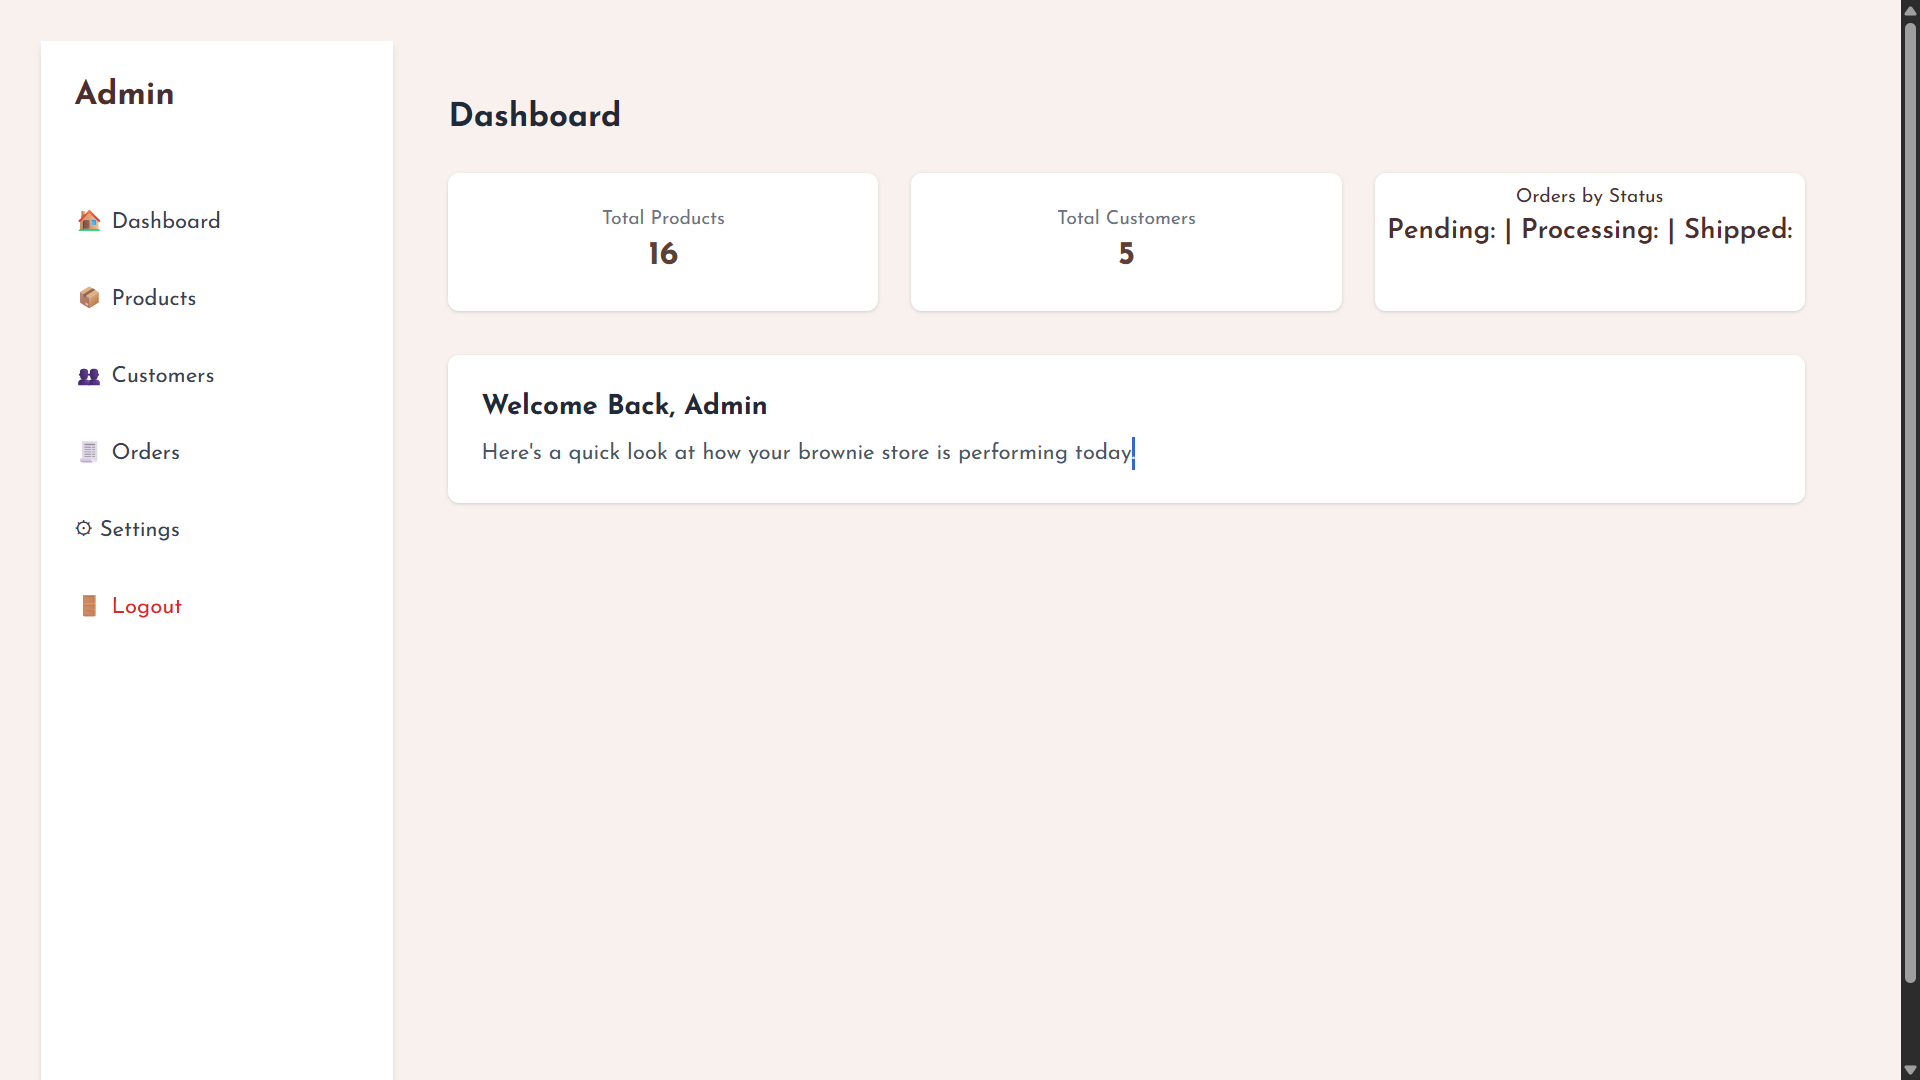 Admin
Dashboard
Products
Customers
Orders
Settings
Logout
Dashboard
Total Products
16
Total Customers
5
Orders by Status
Pending: | Processing: | Shipped:
Welcome Back, Admin
Here's a quick look at how your brownie store is performing today